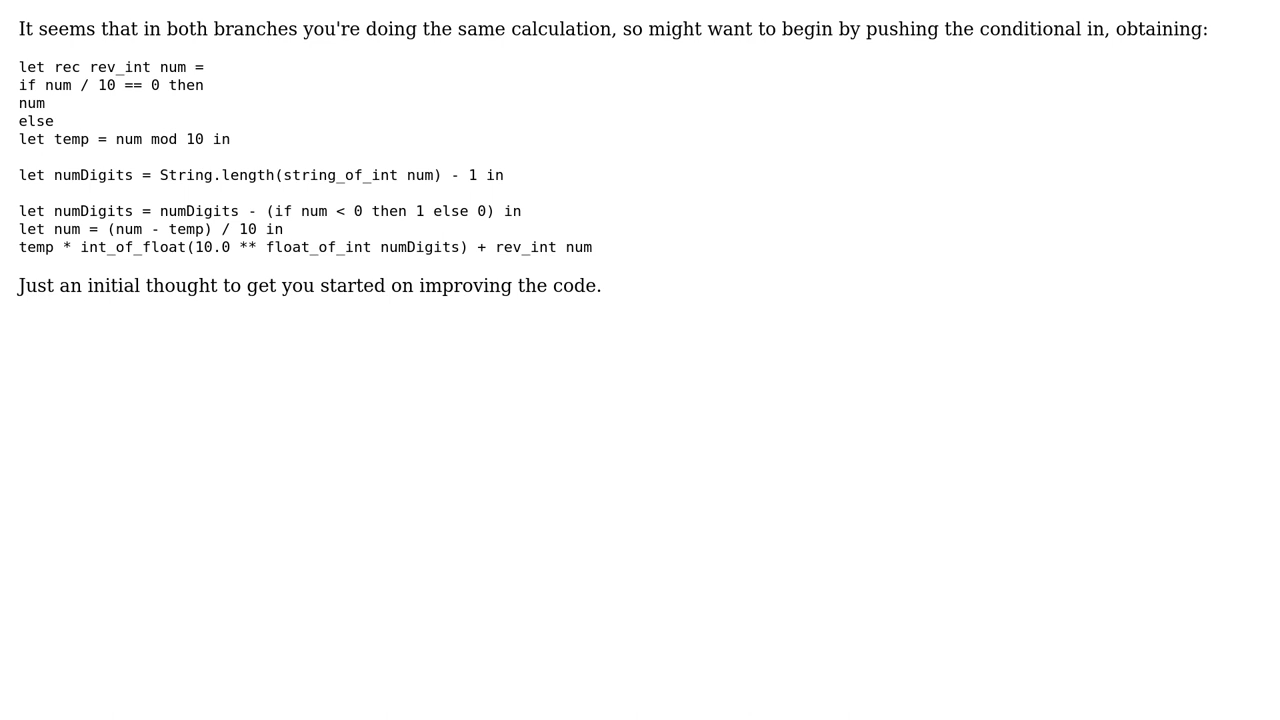 It seems that in both branches you're doing the same calculation, so might want to begin by pushing the conditional in, obtaining:
let rec rev_int num =
if num / 10 == 0 then
num
else
let temp = num mod 10 in
let numDigits = String.length(string_of_int num) - 1 in
let numDigits = numDigits - (if num < 0 then 1 else 0) in
let num = (num - temp) / 10 in
temp * int_of_float(10.0 ** float_of_int numDigits) + rev_int num
Just an initial thought to get you started on improving the code.